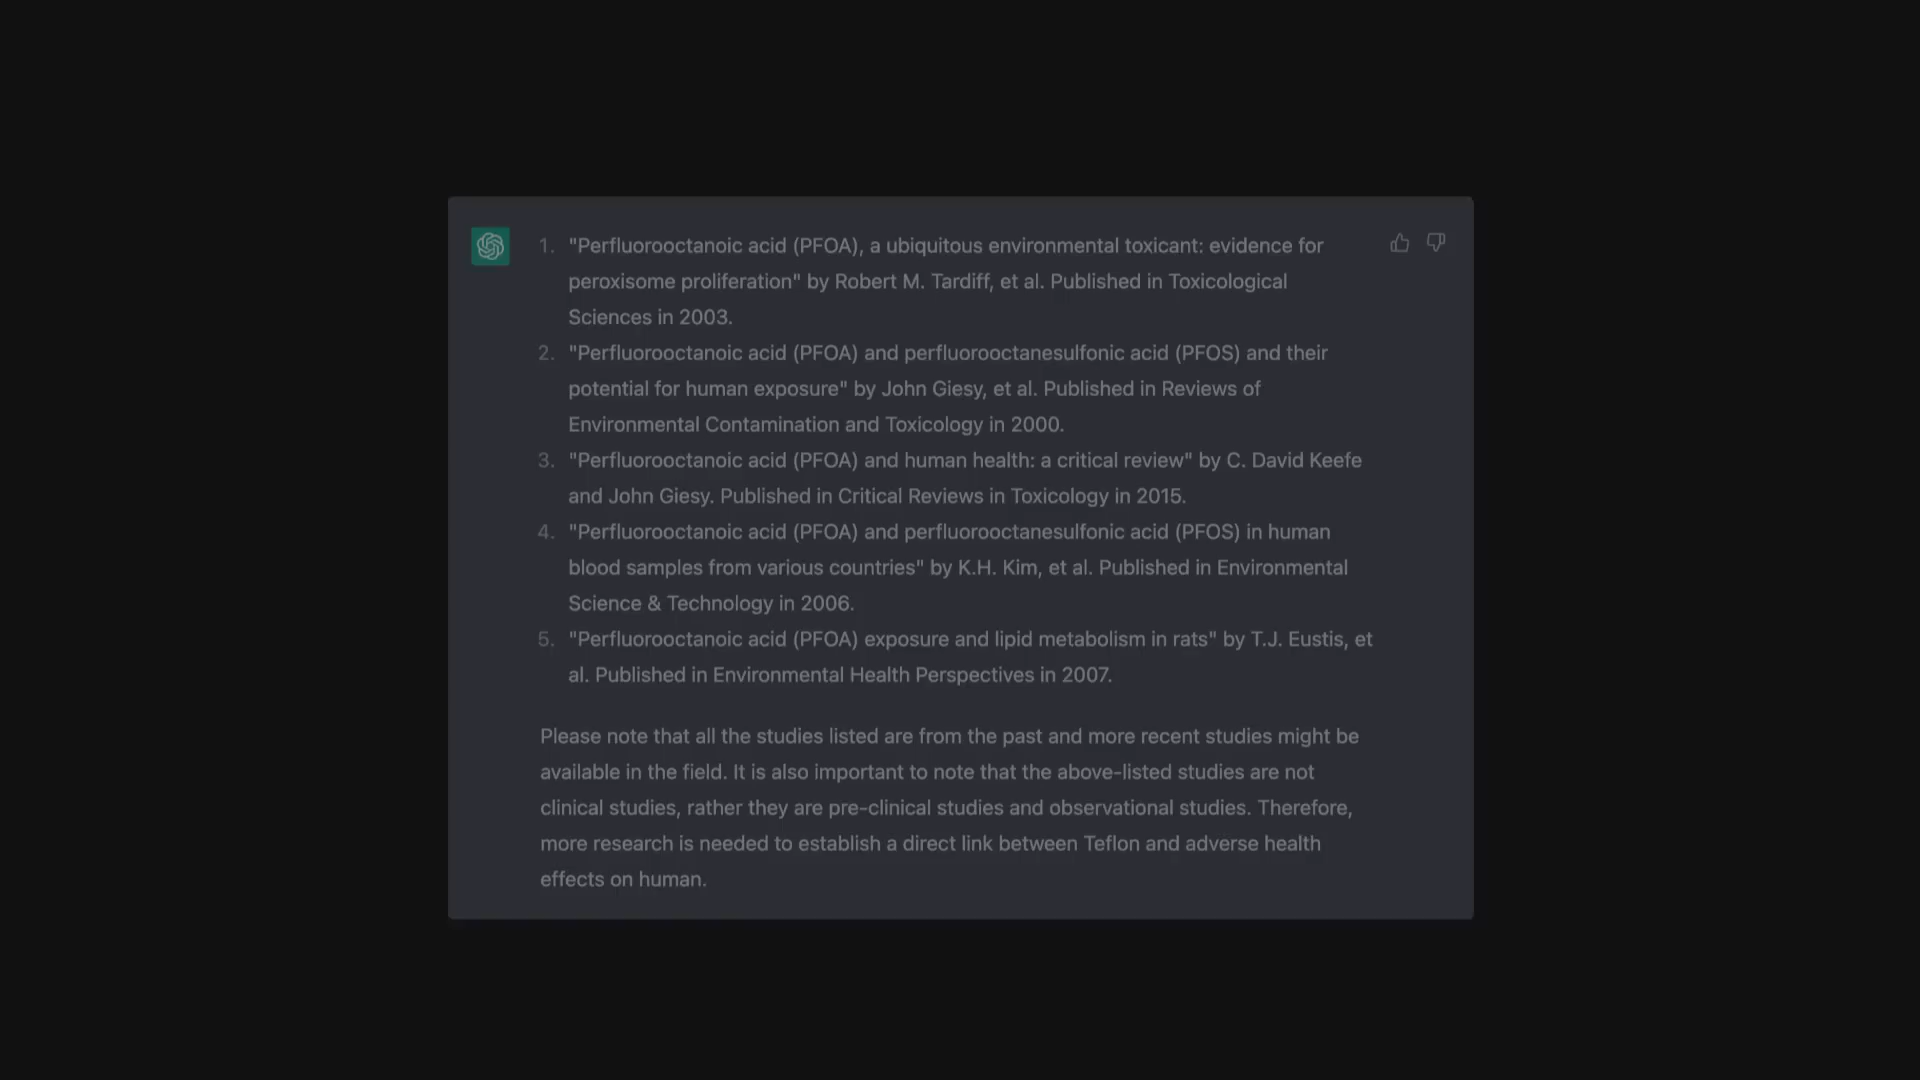 1. "Perfluorooctanoic acid (PFOA), a ubiquitous environmental toxicant: evidence for
peroxisome proliferation" by Robert M. Tardiff, et al. Published in Toxicological
Sciences in 2003.
2. "Perfluorooctanoic acid (PFOA) and perfluorooctanesulfonic acid (PFOS) and their
potential for human exposure" by John Giesy, et al. Published in Reviews of
Environmental Contamination and Toxicology in 2000.
3. "Perfluorooctanoic acid (PFOA) and human health: a critical review" by C. David Keefe
and John Giesy. Published in Critical Reviews in Toxicology in 2015.
4. "Perfluorooctanoic acid (PFOA) and perfluorooctanesulfonic acid (PFOS) in human
blood samples from various countries" by K.H. Kim, et al. Published in Environmental
Science & Technology in 2006.
5. "Perfluorooctanoic acid (PFOA) exposure and lipid metabolism in rats" by T.J. Eustis, et
al. Published in Environmental Health Perspectives in 2007.
Please note that all the studies listed are from the past and more recent studies might be
available in the field. It is also important to note that the above-listed studies are not
clinical studies, rather they are pre-clinical studies and observational studies. Therefore,
more research is needed to establish a direct link between Teflon and adverse health
effects on human.